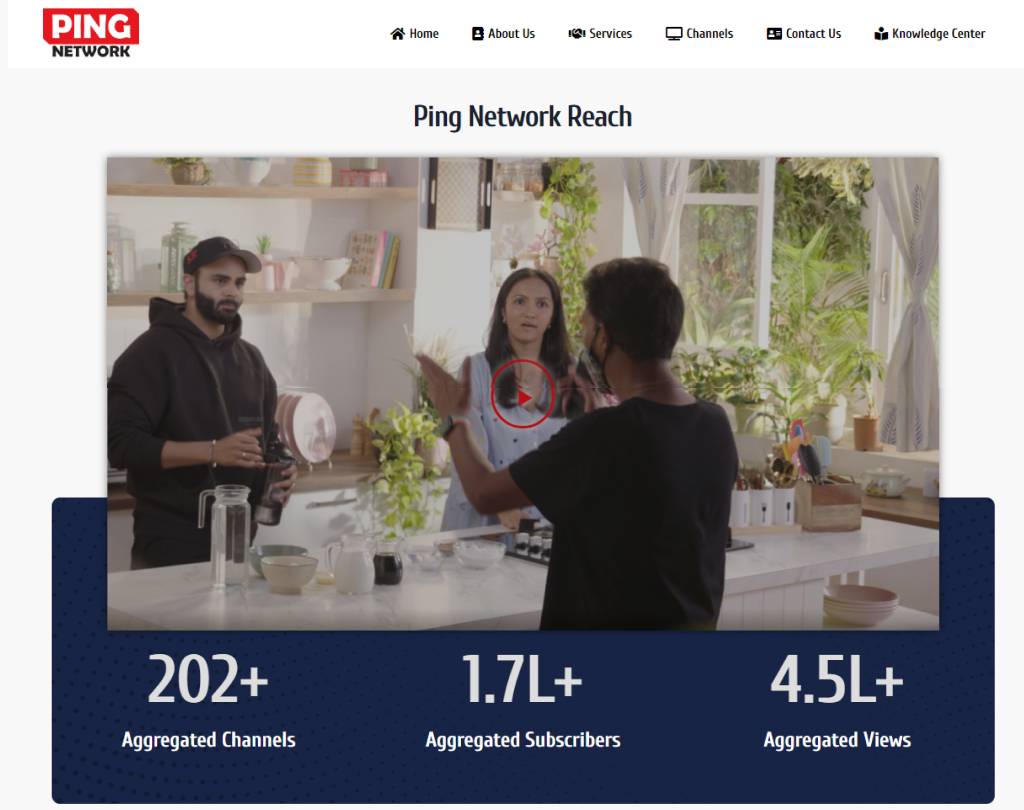 PING
NETWORK
Home About Us Services Channels Contact Us Knowledge Center
Ping Network Reach
202+ 1.7L+ 4.5L+
Aggregated Channels Aggregated Subscribers Aggregated Views